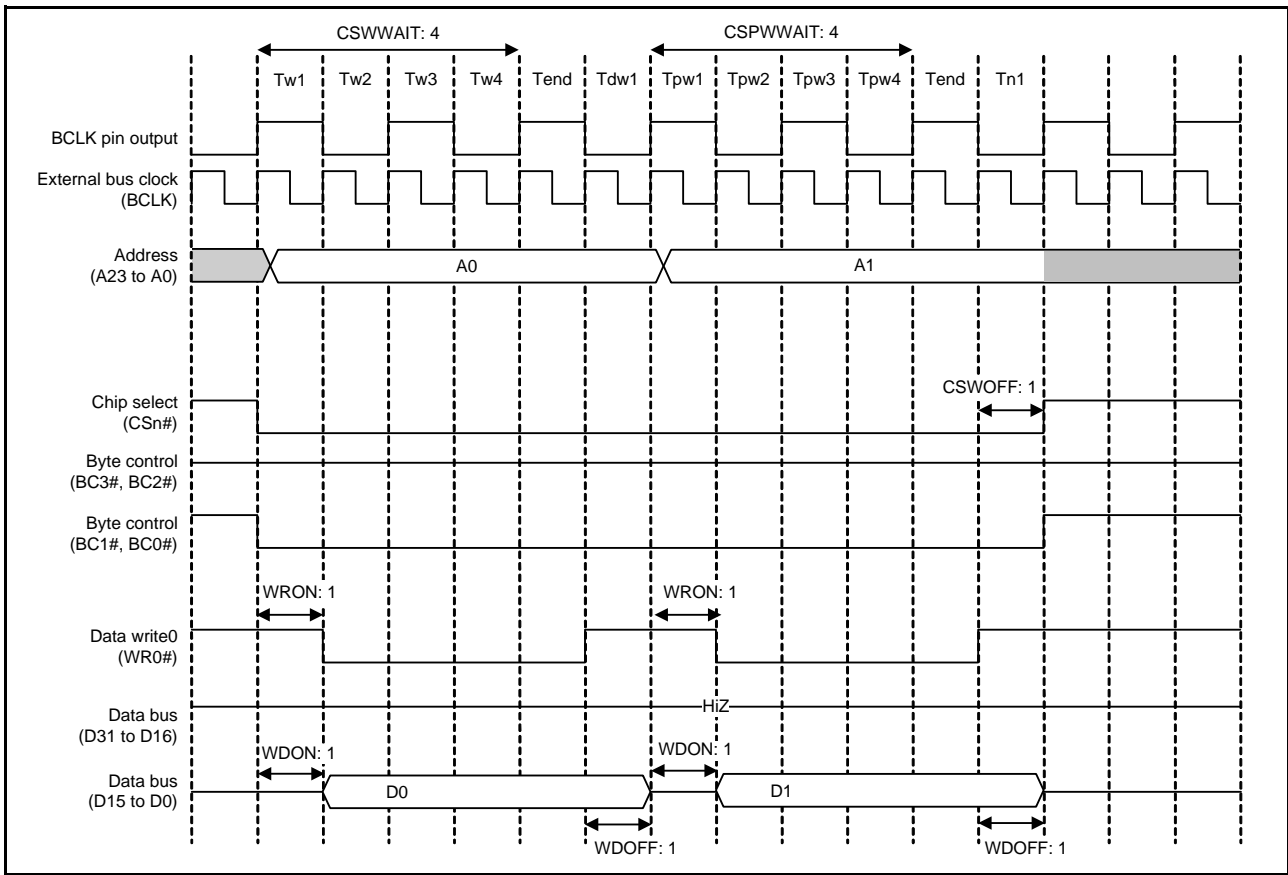 CSWWAIT: 4
CSPWWAIT: 4
Tw1 Tw2 Tw3 Tw4 Tend Tdw1 Tpw1 Tpw2 Tpw3 Tpw4 Tend Tn1
BCLK pin output
External bus clock
(BCLK)
Address
(A23 to A0)
A0
A1
CSWOFF: 1
Chip select
(CSn#)
Byte control
(BC3#, BC2#)
Byte control
(BC1#, BC0#)
WRON: 1
WRON: 1
Data write0
(WR0#)
HiZ
Data bus
(D31 to D16)
WDON: 1
WDON: 1
Data bus
(D15 to D0)
D0
D1
WDOFF: 1
WDOFF: 1